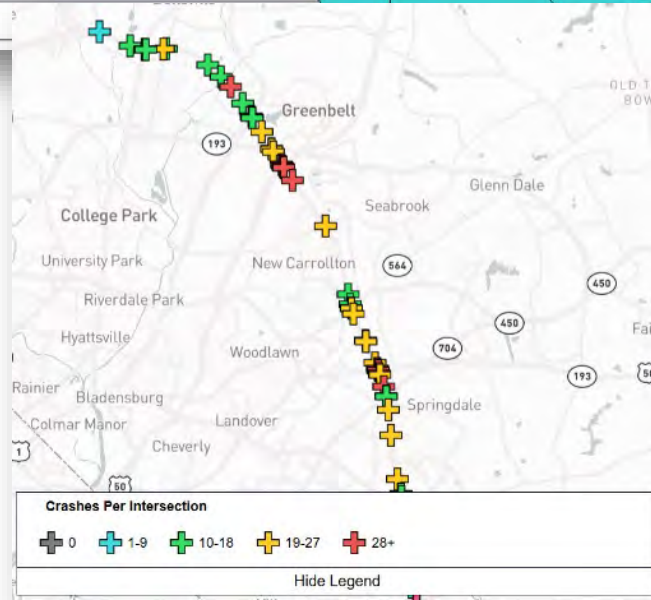 OLD T
BOW
Greenbelt
193
Glenn Dale
Seabrook
College Park
University Park
New Carrollton
564
450
Riverdale Park
Hyattsville
450
Fai
704
Woodlawn
193
50
Rainier
Bladensburg
Springdale
Landover
Colmar Manor
Cheverly
1
50
Crashes Per Intersection
0 1-9 10-18 19-27 28+
Hide Legend